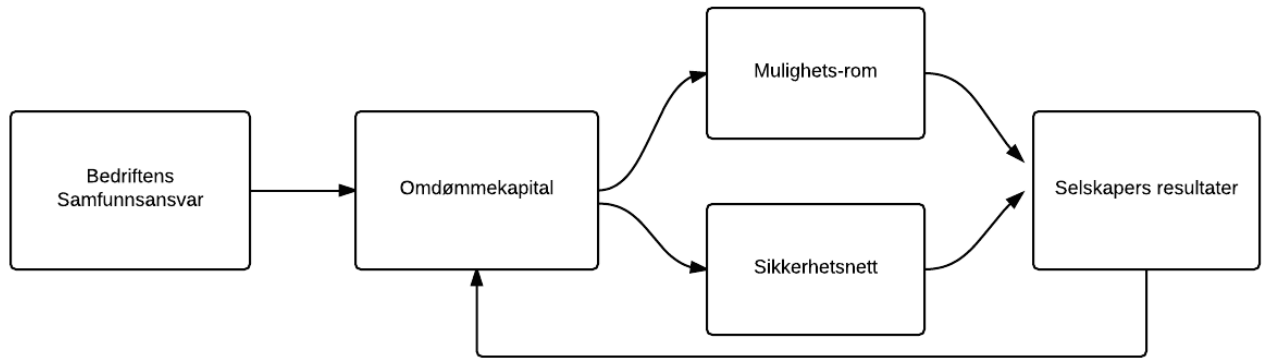 Bedriftens
Samfunnsansvar
Omdømmekapital
Mulighets-rom
Sikkerhetsnett
Selskapers resultater